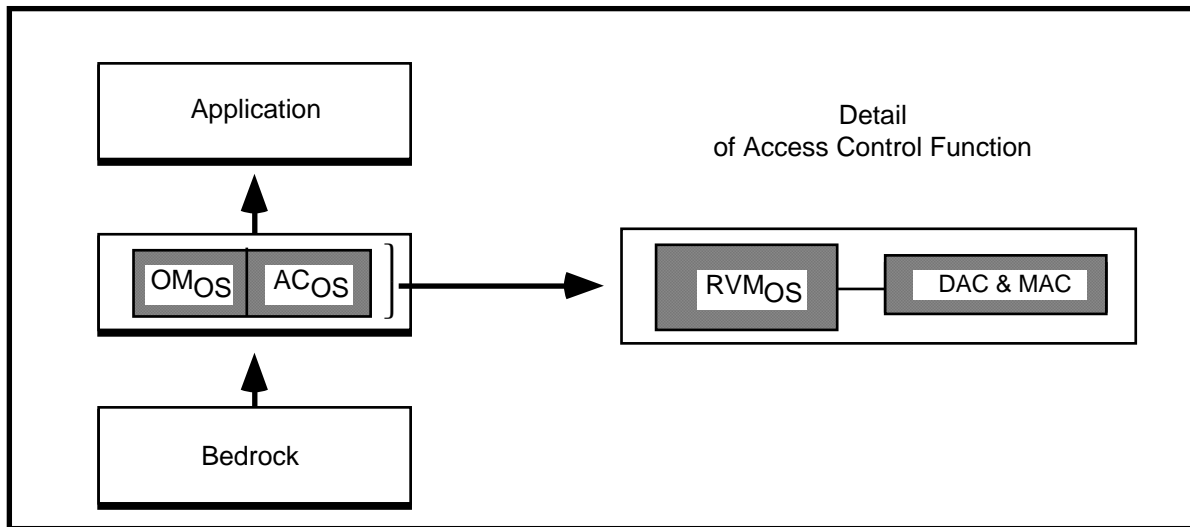 Application
Detail
of Access Control Function
OMOS
ACOS
RVMOS
DAC & MAC
Bedrock